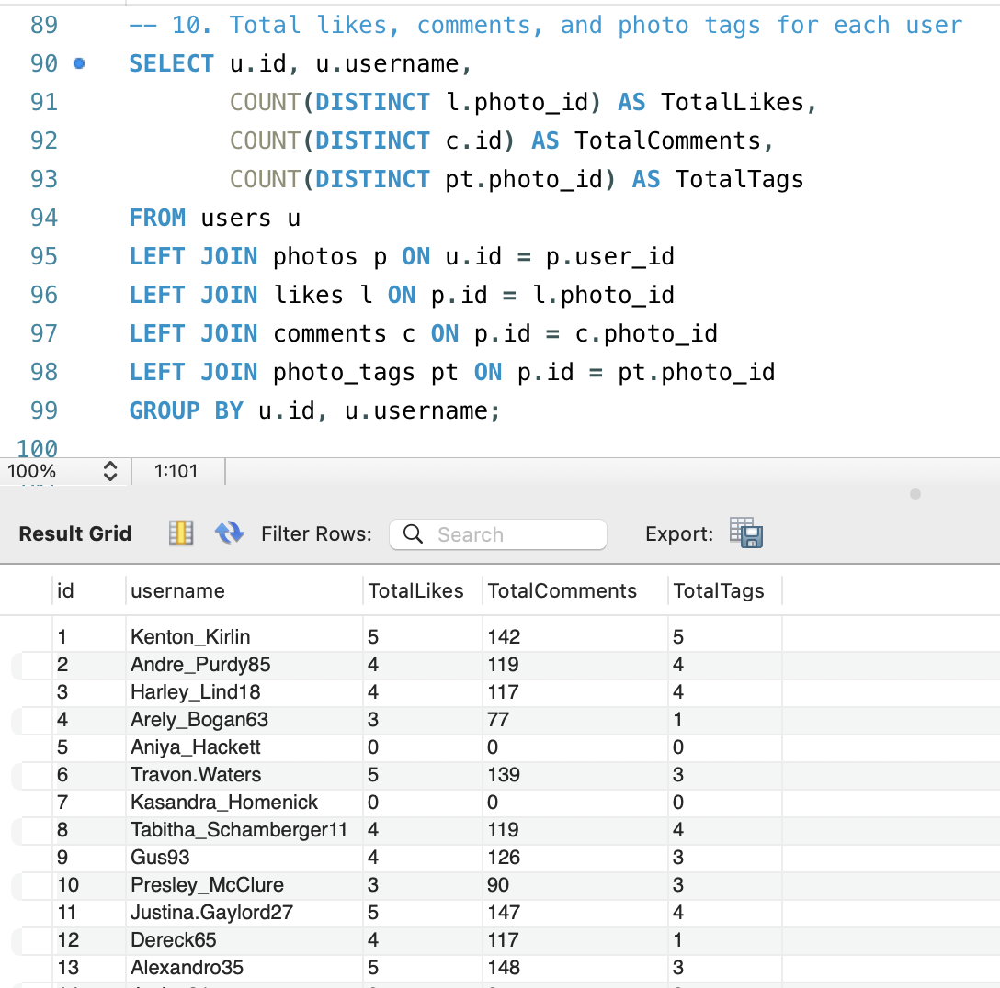 89 -- 10. Total likes, comments, and photo tags for each user
90 SELECT u.id, u.username,
91 COUNT(DISTINCT l.photo_id) AS TotalLikes,
92 COUNT(DISTINCT c.id) AS TotalComments,
93 COUNT(DISTINCT pt.photo_id) AS TotalTags
94 FROM users u
95 LEFT JOIN photos p ON u.id = p.user_id
96 LEFT JOIN likes l ON p.id = l.photo_id
97 LEFT JOIN comments c ON p.id = c.photo_id
98 LEFT JOIN photo_tags pt ON p.id = pt.photo_id
99 GROUP BY u.id, u.username;
100
100% 1:101
Result Grid Filter Rows: Search Export:
id username TotalLikes TotalComments TotalTags
1 Kenton_Kirlin 5 142 5
2 Andre_Purdy85 4 119 4
3 Harley_Lind18 4 117 4
4 Arely_Bogan63 3 77 1
5 Aniya_Hackett 0 0 0
6 Travon.Waters 5 139 3
7 Kasandra_Homenick 0 0 0
8 Tabitha_Schamberger11 4 119 4
9 Gus93 4 126 3
10 Presley_McClure 3 90 3
11 Justina.Gaylord27 5 147 4
12 Dereck65 4 117 1
13 Alexandro35 5 148 3